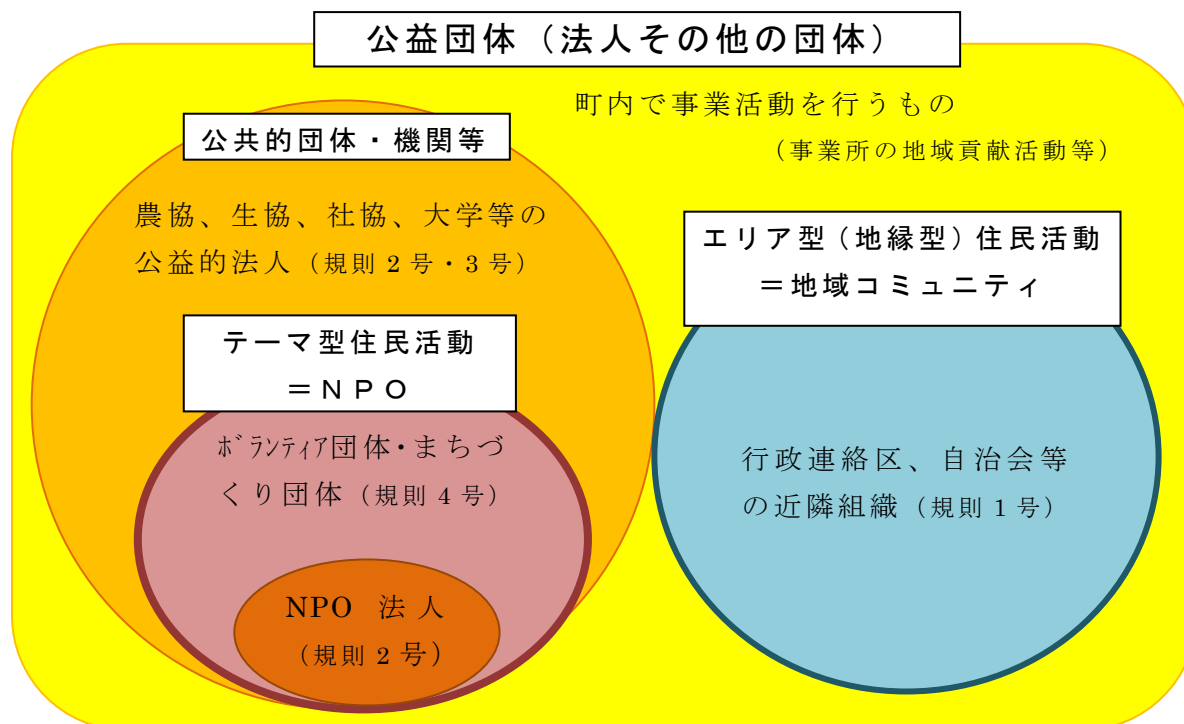 公益団体（法人その他の団体）
町内で事業活動を行うもの
（事業所の地域貢献活動等）
公共的団体・機関等
農協、生協、社協、大学等の
公益的法人（規則２号・３号）
エリア型（地縁型）住民活動
＝地域コミュニティ
テーマ型住民活動
＝ＮＰＯ
ﾎﾞﾗﾝﾃｨｱ団体・まちづ
くり団体（規則４号）
行政連絡区、自治会等
の近隣組織（規則１号）
NPO 法人
（規則２号）